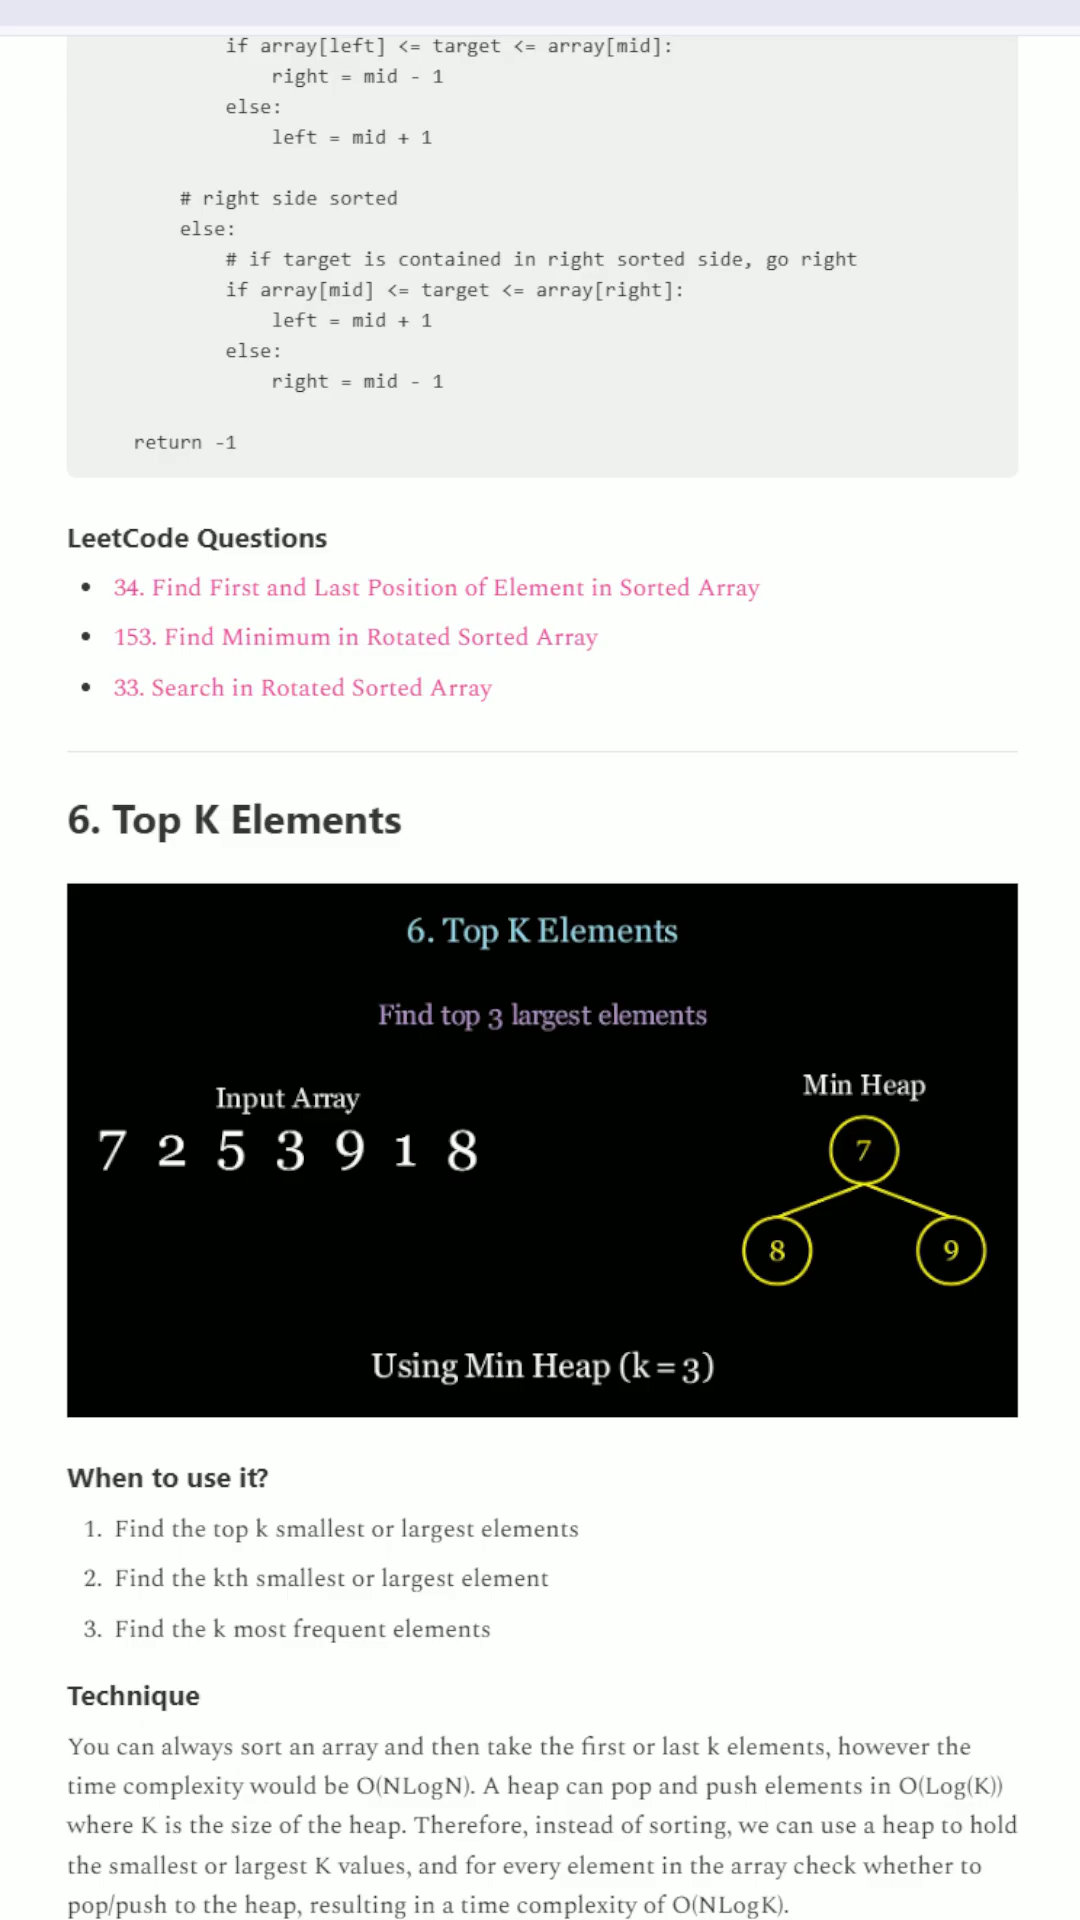 if array[left] <= target <= array[mid]:
right = mid - 1
else:
left = mid + 1
# right side sorted
else:
# if target is contained in right sorted side, go right
if array[mid] <= target <= array[right]:
left = mid + 1
else:
right = mid - 1
return -1
LeetCode Questions
• 34. Find First and Last Position of Element in Sorted Array
• 153. Find Minimum in Rotated Sorted Array
• 33. Search in Rotated Sorted Array
6. Top K Elements
6. Top K Elements
Find top 3 largest elements
Input Array
7 2 5 3 9 1 8
Min Heap
7
8 9
Using Min Heap (k = 3)
When to use it?
1. Find the top k smallest or largest elements
2. Find the kth smallest or largest element
3. Find the k most frequent elements
Technique
You can always sort an array and then take the first or last k elements, however the
time complexity would be O(NLogN). A heap can pop and push elements in O(Log(K))
where K is the size of the heap. Therefore, instead of sorting, we can use a heap to hold
the smallest or largest K values, and for every element in the array check whether to
pop/push to the heap, resulting in a time complexity of O(NLogK).